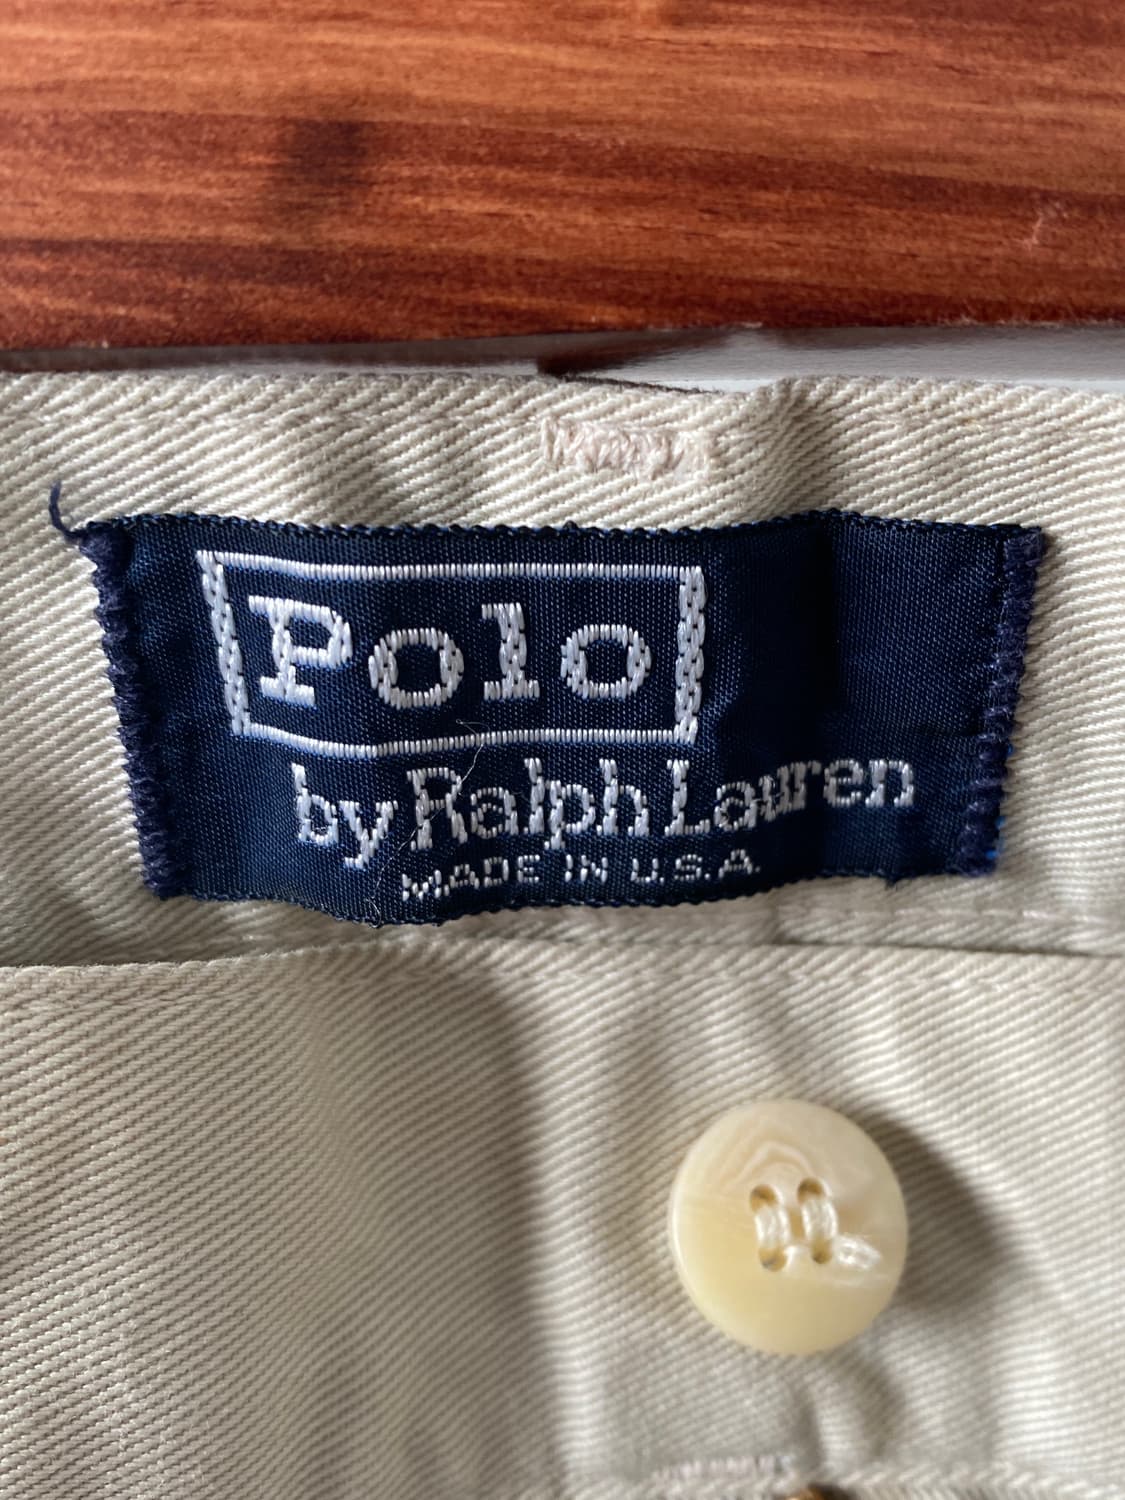 Polo
by Ralph Lauren
MADE IN U.S.A.